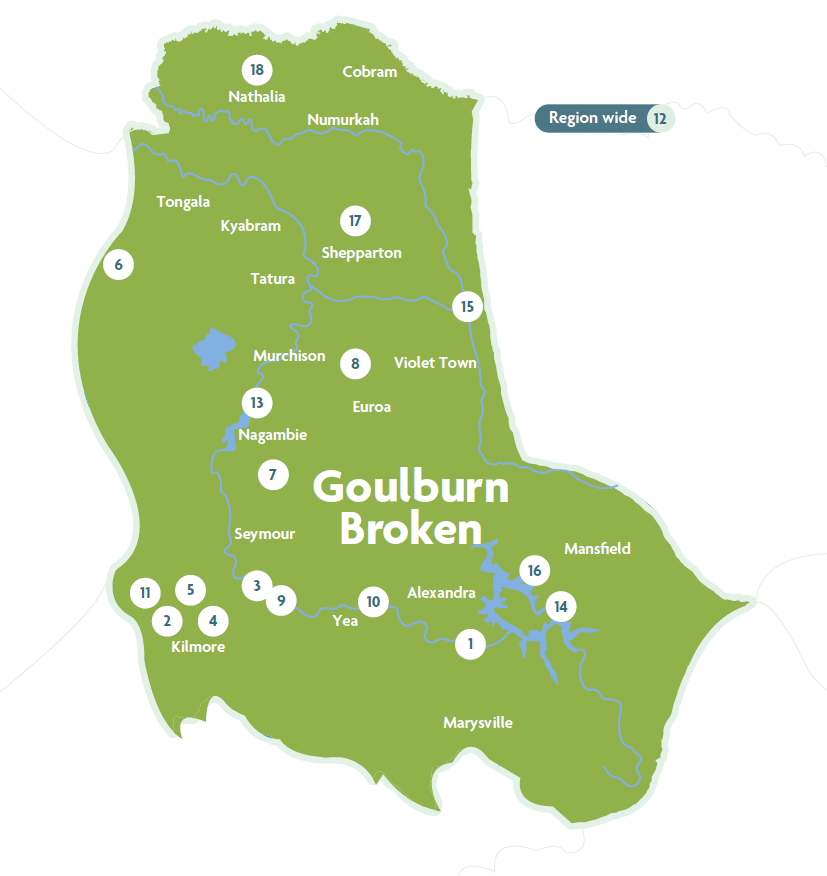 18
Cobram
Nathalia
Region wide 12
Numurkah
Tongala
17
Kyabram
Shepparton
6
Tatura
15
Murchison
8
Violet Town
13
Euroa
Nagambie
7
Goulburn
Broken
Seymour
Mansfield
16
3
11
5
Alexandra
9
10
14
2
4
Yea
Kilmore
1
Marysville